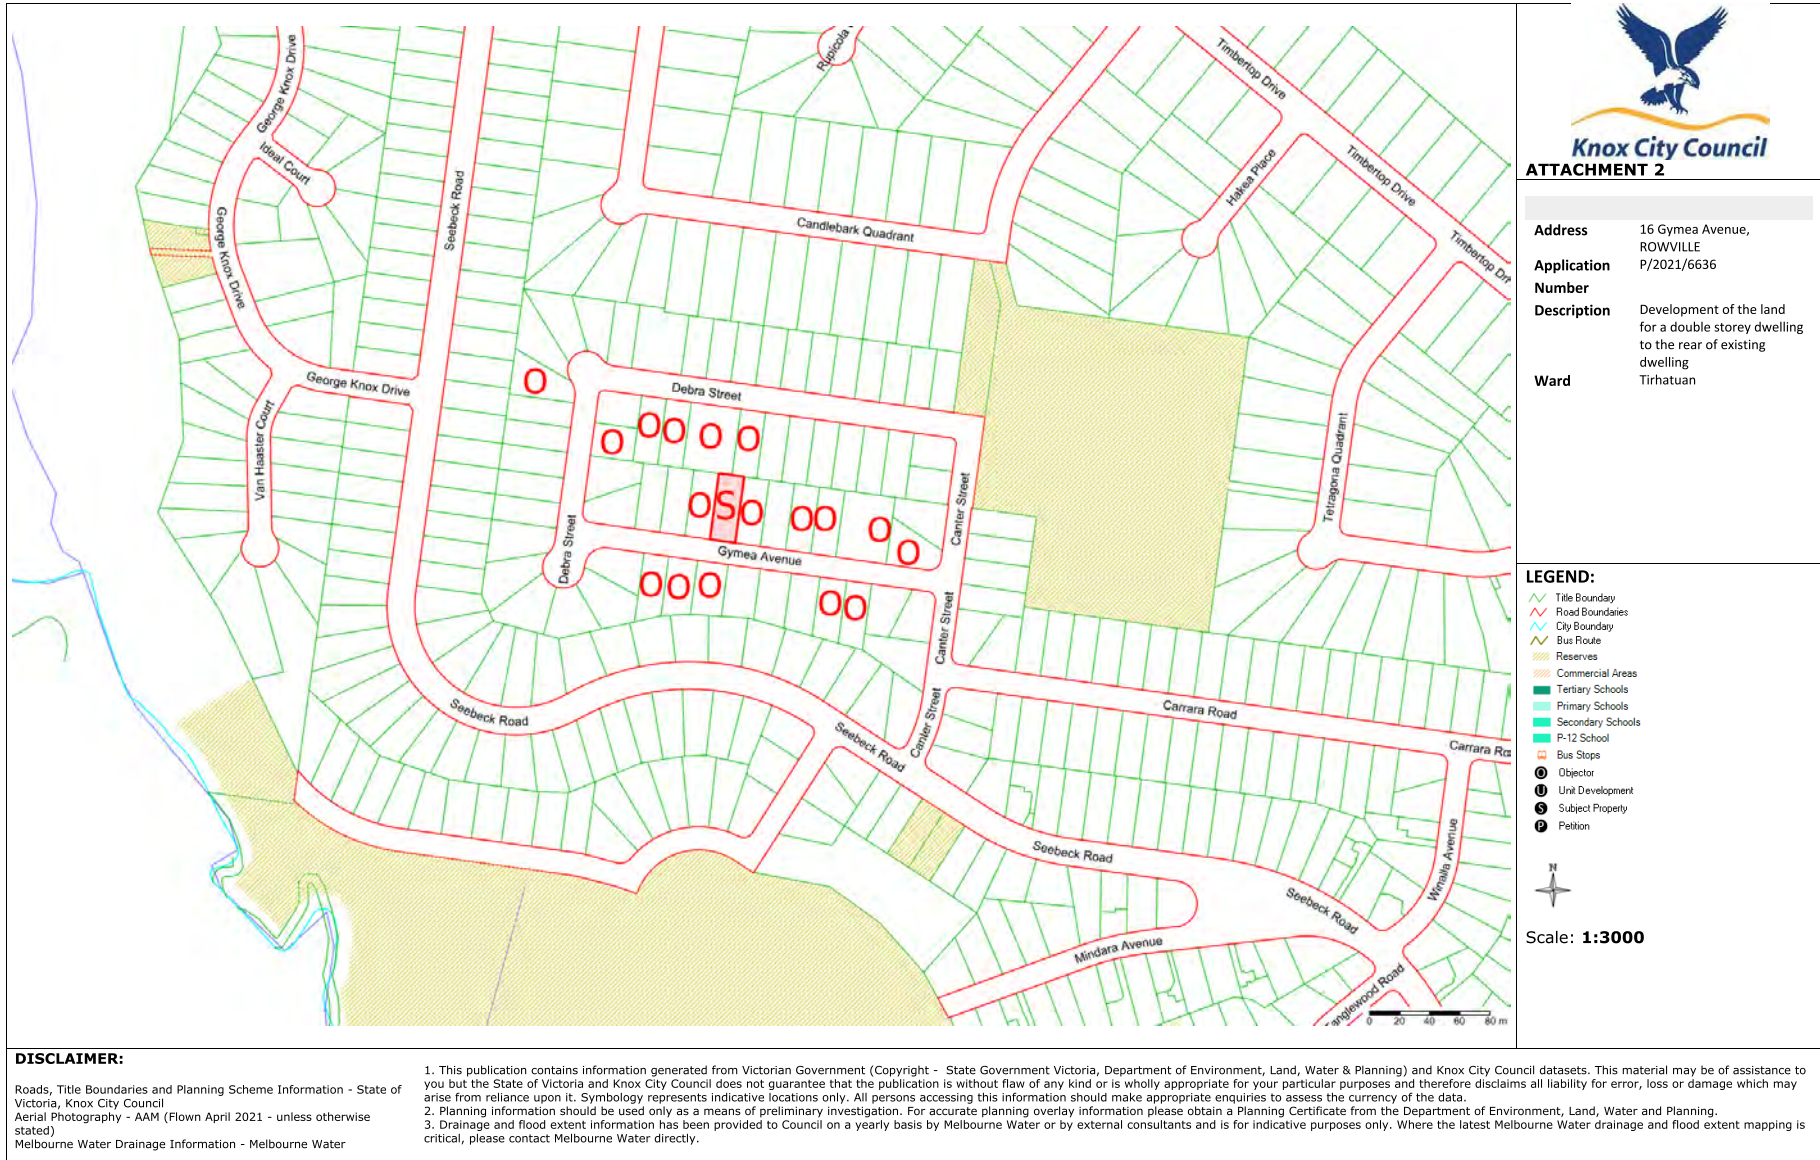 Knox City Council
ATTACHMENT 2
Address 16 Gymea Avenue,
ROWVILLE
Application P/2021/6636
Number
Description Development of the land
for a double storey dwelling
to the rear of existing
dwelling
Ward Tirhatuan
LEGEND:
Title Boundary
Road Boundaries
City Boundary
Bus Route
Reserves
Commercial Areas
Tertiary Schools
Primary Schools
Secondary Schools
P-12 School
Bus Stops
O Objector
U Unit Development
S Subject Property
P Petition
N
Scale: 1:3000
George Knox Drive
George Knox Drive
Ideal Court
George Knox Drive
George Knox Drive
Van Haaster Court
Seebeck Road
Rupicola
Candlebark Quadrant
Timbertop Drive
Hakea Place
Timbertop Drive
Timbertop Dri
Tetragona Quadrant
Debra Street
O
O
O
O
O
O
O
S
O
O
O
O
O
Debra Street
Gymea Avenue
Canter Street
O
O
O
O
O
Canter Street
Canter Street
Seebeck Road
Seebeck Road
Carrara Road
Carrara Ro
Seebeck Road
Seebeck Road
Winalla Avenue
Mindara Avenue
Tanglewood Road
0 20 40 60 80 m
DISCLAIMER:
Roads, Title Boundaries and Planning Scheme Information - State of
Victoria, Knox City Council
Aerial Photography - AAM (Flown April 2021 - unless otherwise
stated)
Melbourne Water Drainage Information - Melbourne Water
1. This publication contains information generated from Victorian Government (Copyright - State Government Victoria, Department of Environment, Land, Water & Planning) and Knox City Council datasets. This material may be of assistance to
you but the State of Victoria and Knox City Council does not guarantee that the publication is without flaw of any kind or is wholly appropriate for your particular purposes and therefore disclaims all liability for error, loss or damage which may
arise from reliance upon it. Symbology represents indicative locations only. All persons accessing this information should make appropriate enquiries to assess the currency of the data.
2. Planning information should be used only as a means of preliminary investigation. For accurate planning overlay information please obtain a Planning Certificate from the Department of Environment, Land, Water and Planning.
3. Drainage and flood extent information has been provided to Council on a yearly basis by Melbourne Water or by external consultants and is for indicative purposes only. Where the latest Melbourne Water drainage and flood extent mapping is
critical, please contact Melbourne Water directly.